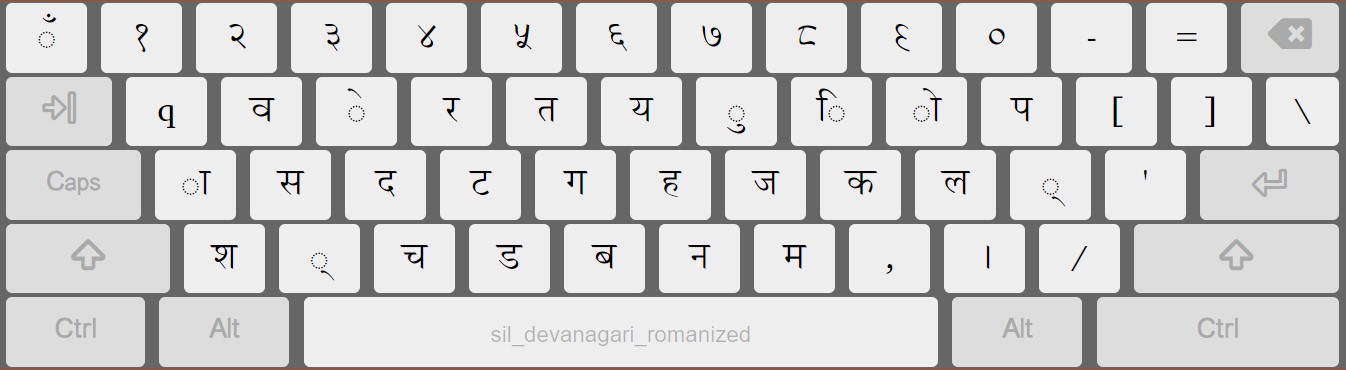 ँ १ २ ३ ४ ५ ६ ७ ८ ९ ० - =
q व े र त य ु ि ो प [ ] \
Caps ा स द ट ग ह ज क ल ् '
श ् च ड ब न म , । /
Ctrl Alt sil_devanagari_romanized Alt Ctrl